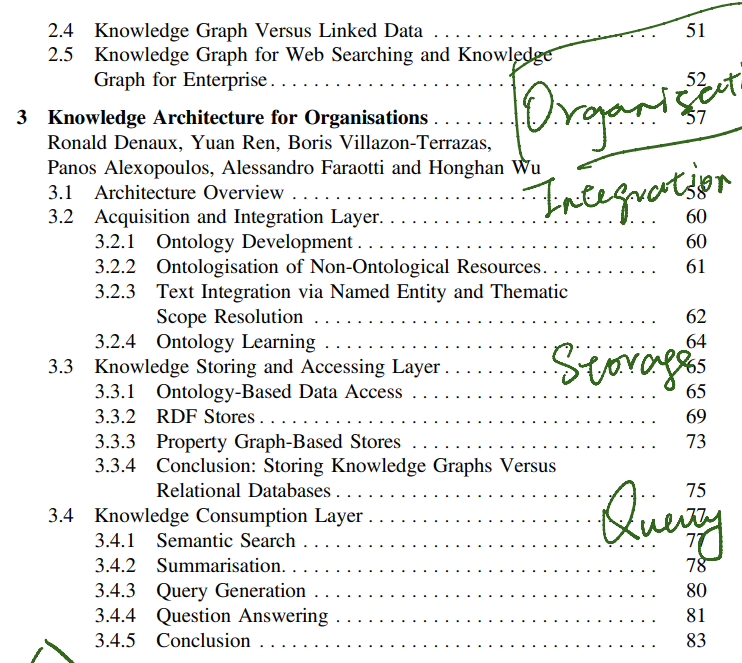 2.4 Knowledge Graph Versus Linked Data . . . . . . . . . . . . . . . . . . . . . 51
2.5 Knowledge Graph for Web Searching and Knowledge
Graph for Enterprise . . . . . . . . . . . . . . . . . . . . . . . . . . . . . . . . . . . . 52
3 Knowledge Architecture for Organisations . . . . . . . . . . . . . . . . . . . . . 57
Organisat
Ronald Denaux, Yuan Ren, Boris Villazon-Terrazas,
Panos Alexopoulos, Alessandro Faraotti and Honghan Wu
3.1 Architecture Overview . . . . . . . . . . . . . . . . . . . . . . . . . . . . . . . . . . 58
Integration
3.2 Acquisition and Integration Layer. . . . . . . . . . . . . . . . . . . . . . . . . . 60
3.2.1 Ontology Development . . . . . . . . . . . . . . . . . . . . . . . . . . . . 60
3.2.2 Ontologisation of Non-Ontological Resources. . . . . . . . . . . 61
3.2.3 Text Integration via Named Entity and Thematic
Scope Resolution . . . . . . . . . . . . . . . . . . . . . . . . . . . . . . . . 62
3.2.4 Ontology Learning . . . . . . . . . . . . . . . . . . . . . . . . . . . . . . . 64
3.3 Knowledge Storing and Accessing Layer . . . . . . . . . . . . . . . . . . . . 65
Storage
3.3.1 Ontology-Based Data Access . . . . . . . . . . . . . . . . . . . . . . . 65
3.3.2 RDF Stores . . . . . . . . . . . . . . . . . . . . . . . . . . . . . . . . . . . . . 69
3.3.3 Property Graph-Based Stores . . . . . . . . . . . . . . . . . . . . . . . 73
3.3.4 Conclusion: Storing Knowledge Graphs Versus
Relational Databases . . . . . . . . . . . . . . . . . . . . . . . . . . . . . . 75
3.4 Knowledge Consumption Layer . . . . . . . . . . . . . . . . . . . . . . . . . . . 77
Query
3.4.1 Semantic Search . . . . . . . . . . . . . . . . . . . . . . . . . . . . . . . . . 77
3.4.2 Summarisation. . . . . . . . . . . . . . . . . . . . . . . . . . . . . . . . . . . 78
3.4.3 Query Generation . . . . . . . . . . . . . . . . . . . . . . . . . . . . . . . . 80
3.4.4 Question Answering . . . . . . . . . . . . . . . . . . . . . . . . . . . . . . 81
3.4.5 Conclusion . . . . . . . . . . . . . . . . . . . . . . . . . . . . . . . . . . . . . 83